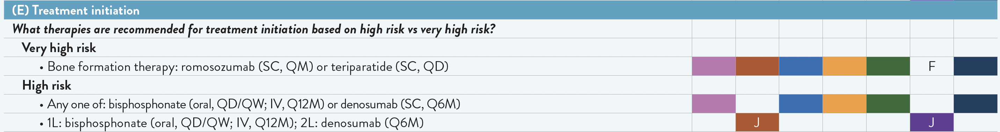 (E) Treatment initiation
What therapies are recommended for treatment initiation based on high risk vs very high risk?
Very high risk
• Bone formation therapy: romosozumab (SC, QM) or teriparatide (SC, QD) F
High risk
• Any one of: bisphosphonate (oral, QD/QW; IV, Q12M) or denosumab (SC, Q6M)
• 1L: bisphosphonate (oral, QD/QW; IV, Q12M); 2L: denosumab (Q6M) J J